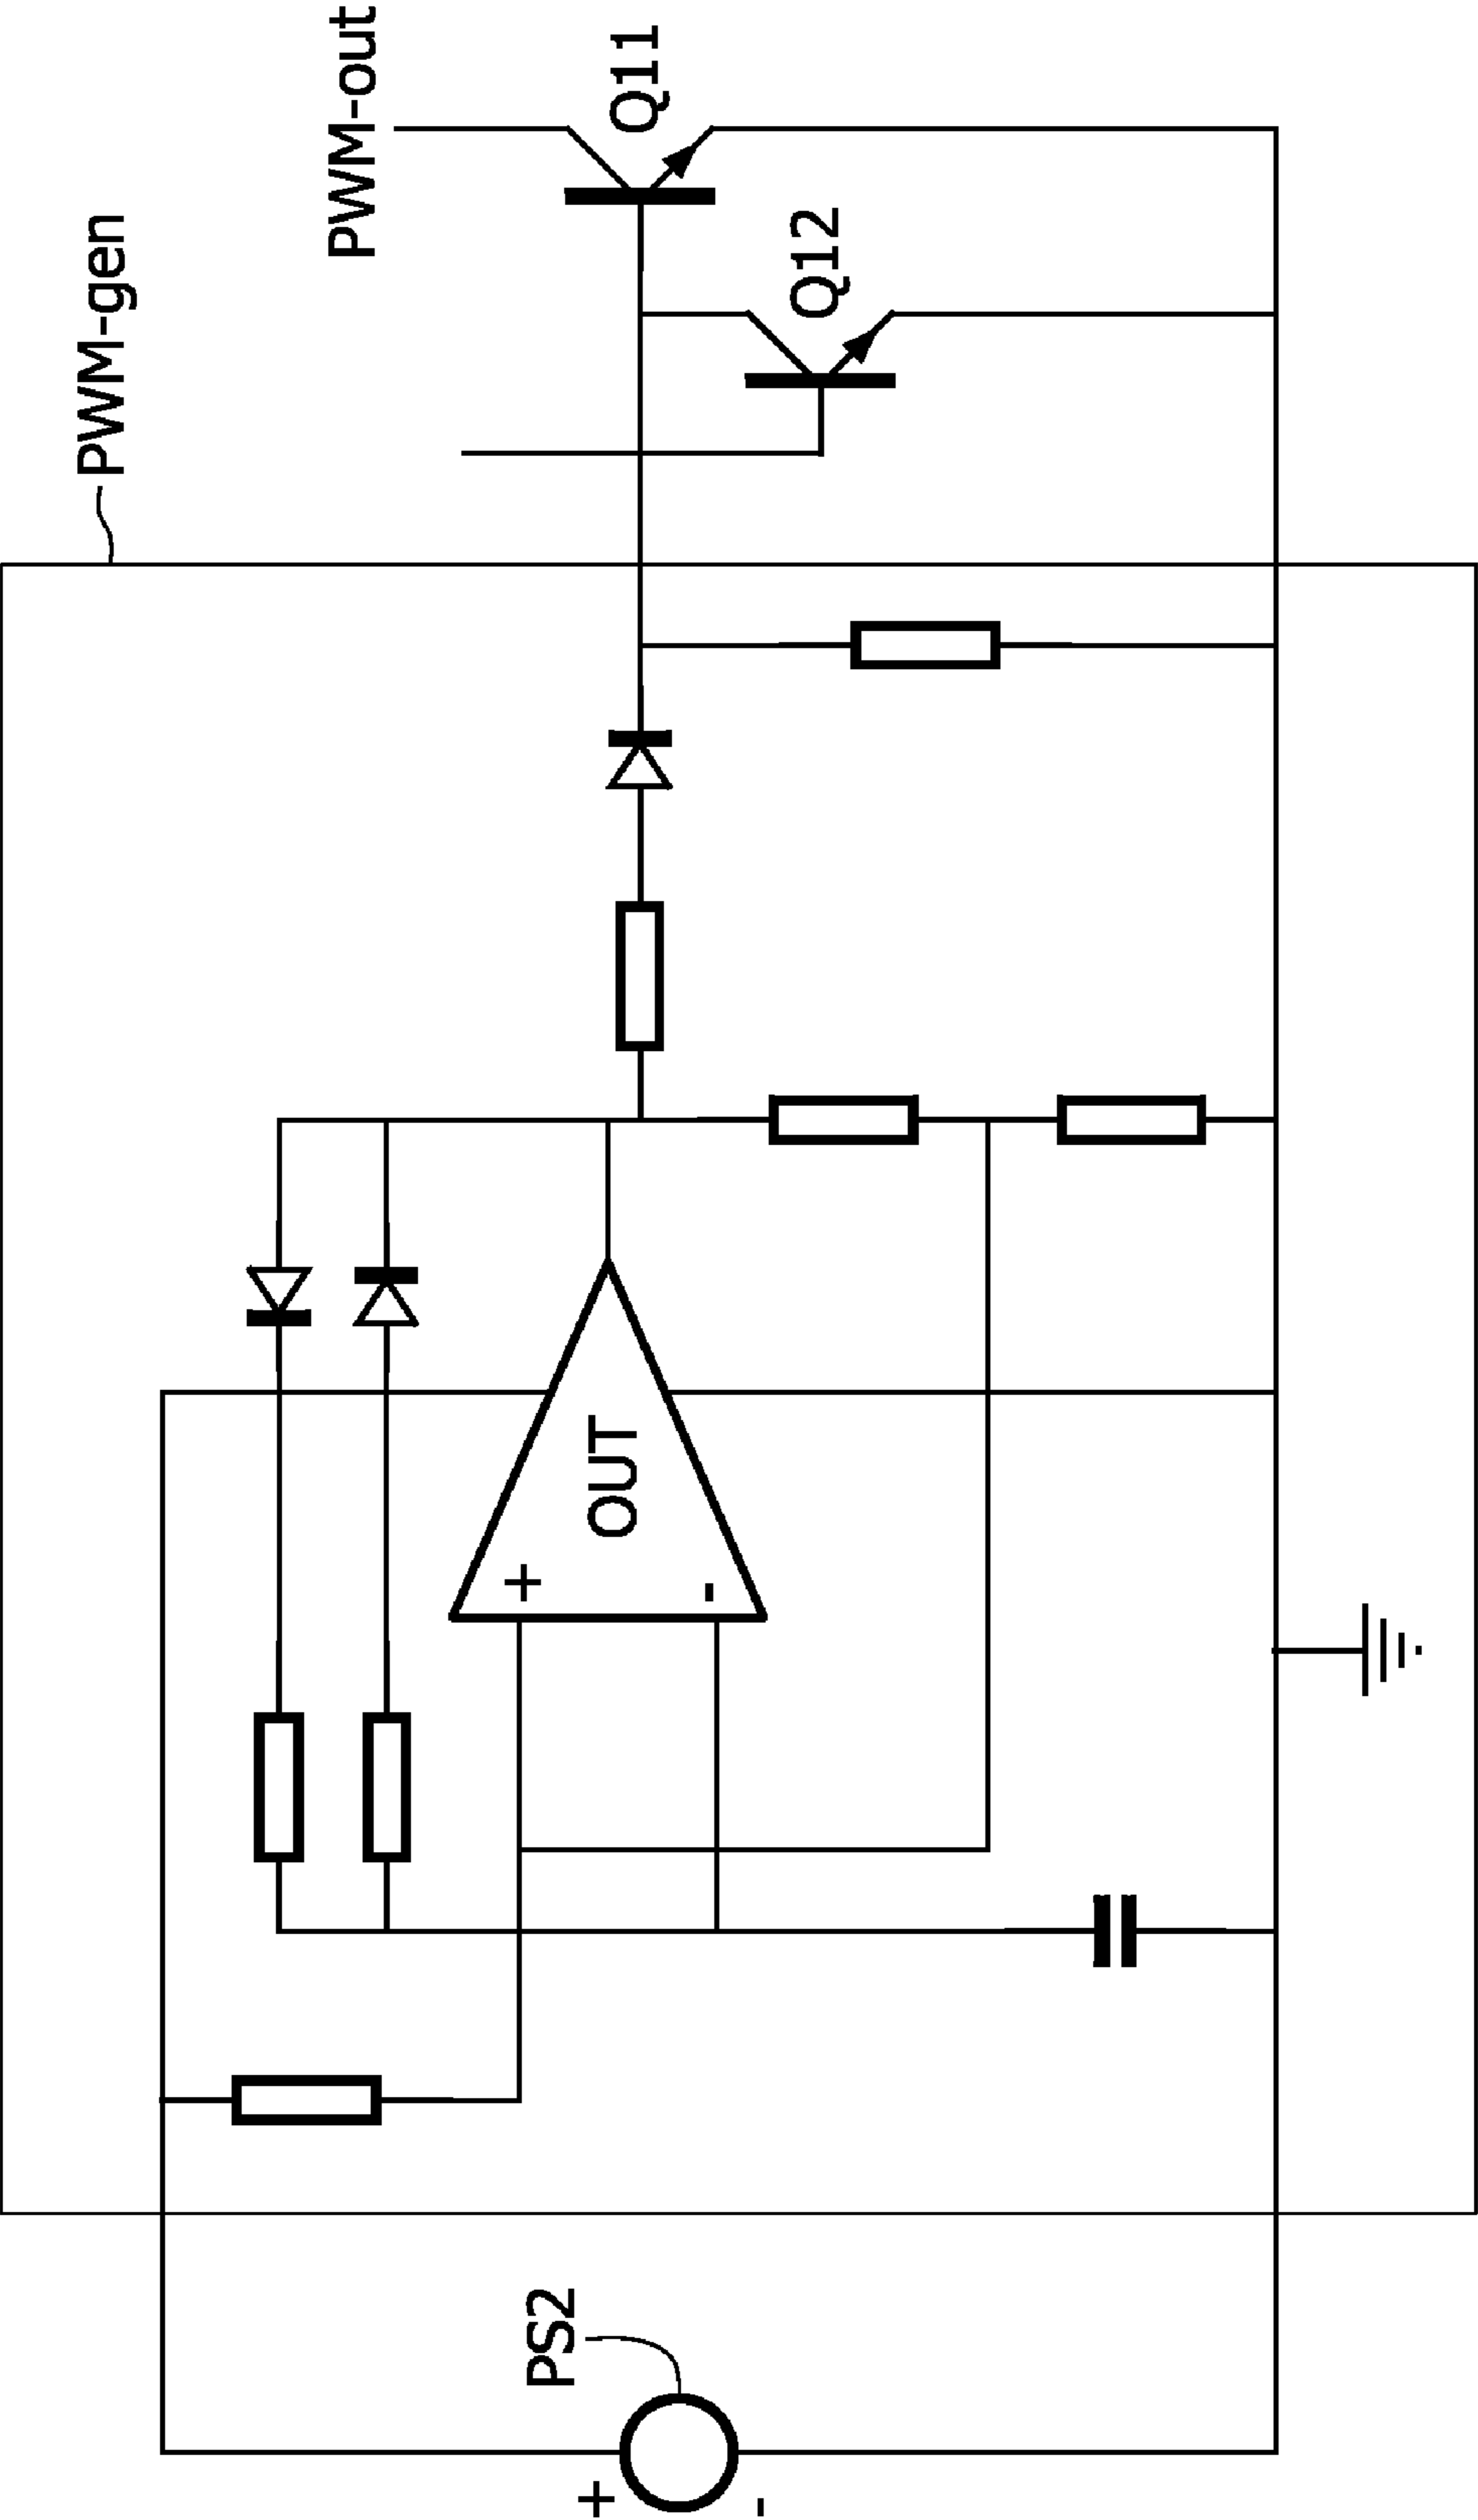 PWM-gen
PWM-out
Q11
Q12
OUT
+
-
PS2
+
-